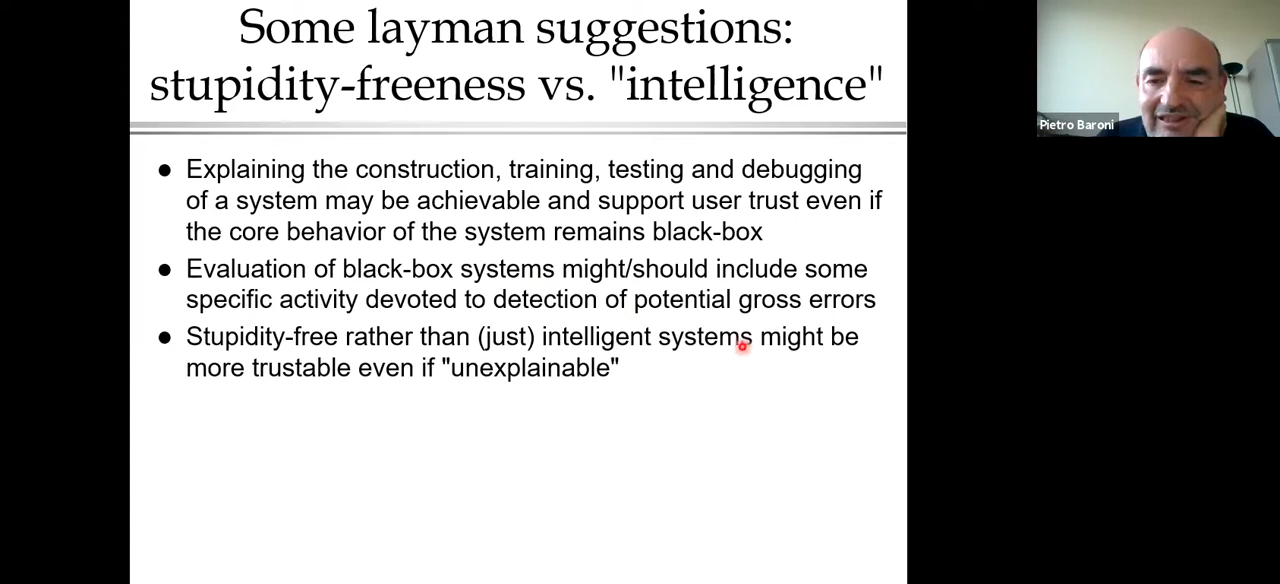 Some layman suggestions:
stupidity-freeness vs. "intelligence"
● Explaining the construction, training, testing and debugging
of a system may be achievable and support user trust even if
the core behavior of the system remains black-box
● Evaluation of black-box systems might/should include some
specific activity devoted to detection of potential gross errors
● Stupidity-free rather than (just) intelligent systems might be
more trustable even if "unexplainable"
Pietro Baroni